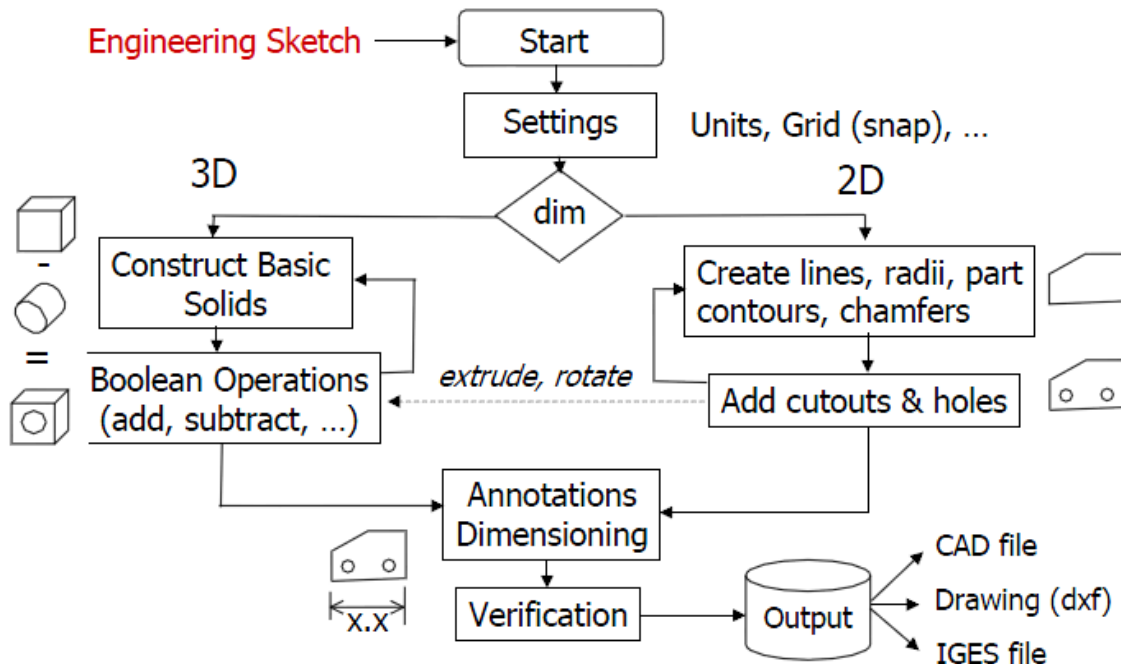 Engineering Sketch
Start
Settings
Units, Grid (snap), ...
3D
dim
2D
-
=
Construct Basic
Solids
Create lines, radii, part
contours, chamfers
Boolean Operations
(add, subtract, ...)
extrude, rotate
Add cutouts & holes
Annotations
Dimensioning
x.x
Verification
Output
CAD file
Drawing (dxf)
IGES file